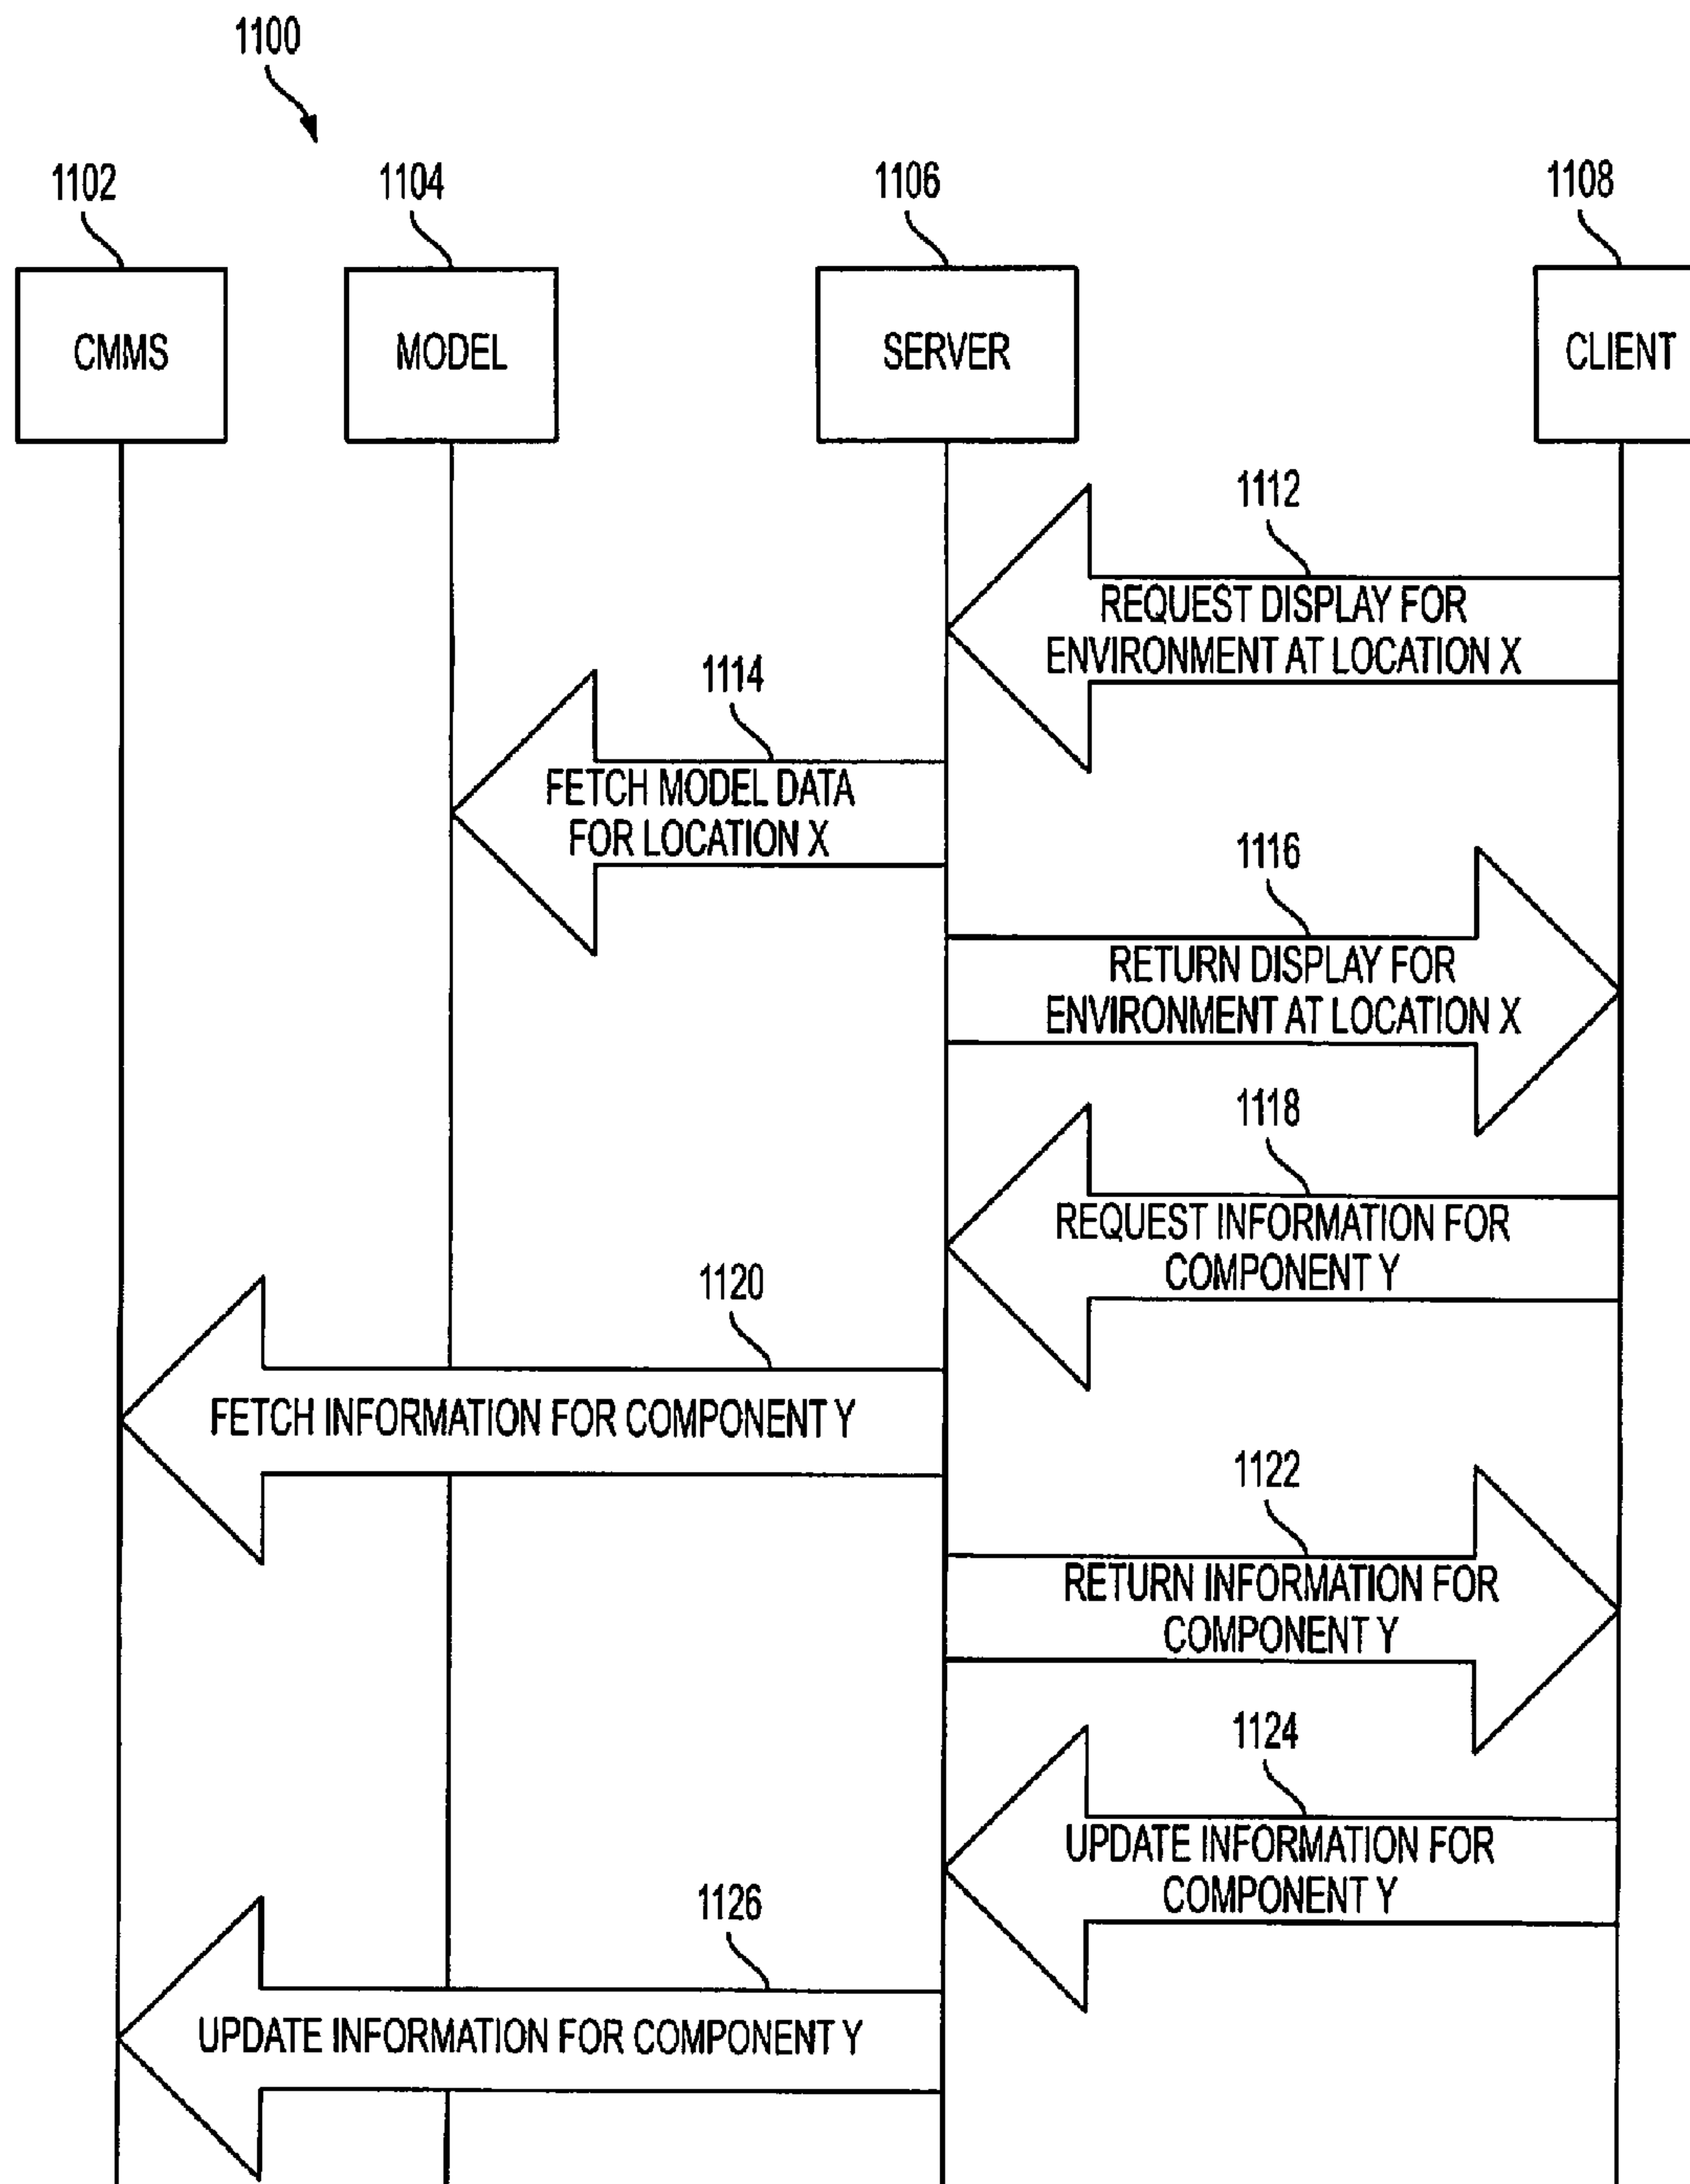 1100
1102
1104
1106
1108
CMMS
MODEL
SERVER
CLIENT
1112
REQUEST DISPLAY FOR
ENVIRONMENT AT LOCATION X
1114
FETCH MODEL DATA
FOR LOCATION X
1116
RETURN DISPLAY FOR
ENVIRONMENT AT LOCATION X
1118
REQUEST INFORMATION FOR
COMPONENT Y
1120
FETCH INFORMATION FOR COMPONENT Y
1122
RETURN INFORMATION FOR
COMPONENT Y
1124
UPDATE INFORMATION FOR
COMPONENT Y
1126
UPDATE INFORMATION FOR COMPONENT Y